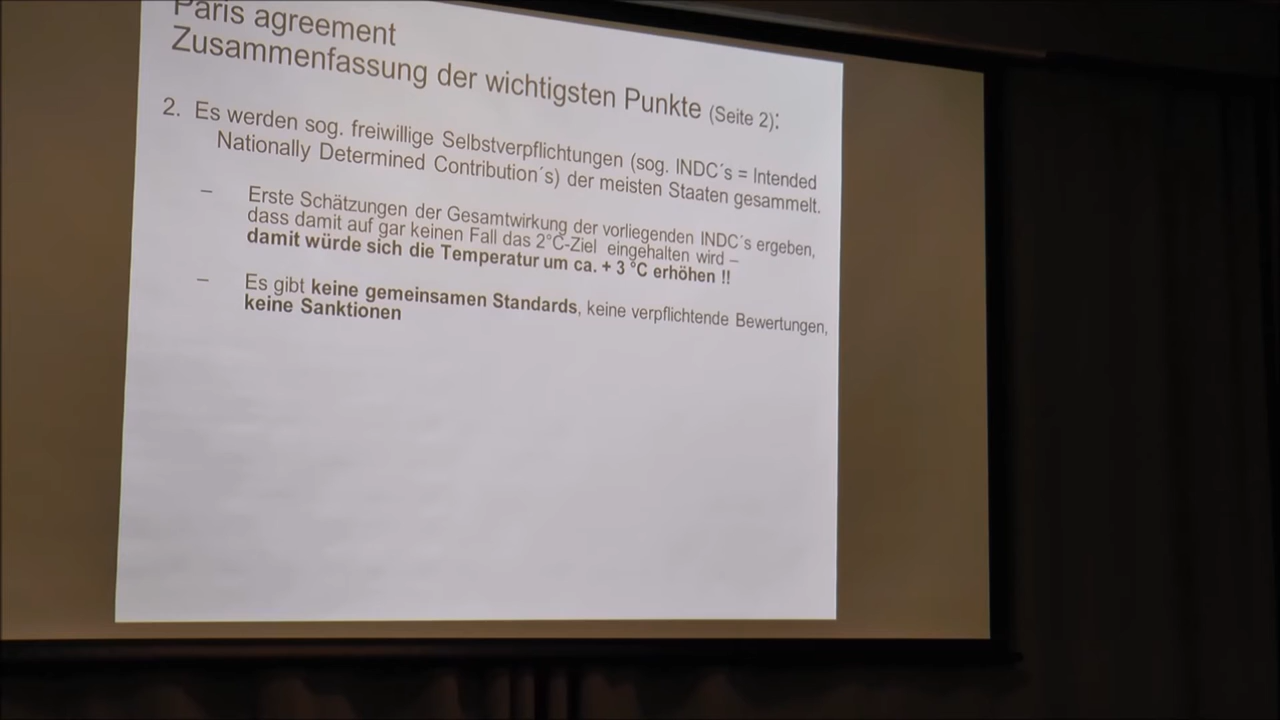 Paris agreement
Zusammenfassung der wichtigsten Punkte (Seite 2):
2. Es werden sog. freiwillige Selbstverpflichtungen (sog. INDC´s = Intended
Nationally Determined Contribution´s) der meisten Staaten gesammelt.
– Erste Schätzungen der Gesamtwirkung der vorliegenden INDC´s ergeben,
dass damit auf gar keinen Fall das 2°C-Ziel eingehalten wird –
damit würde sich die Temperatur um ca. + 3 °C erhöhen !!
– Es gibt keine gemeinsamen Standards, keine verpflichtende Bewertungen,
keine Sanktionen